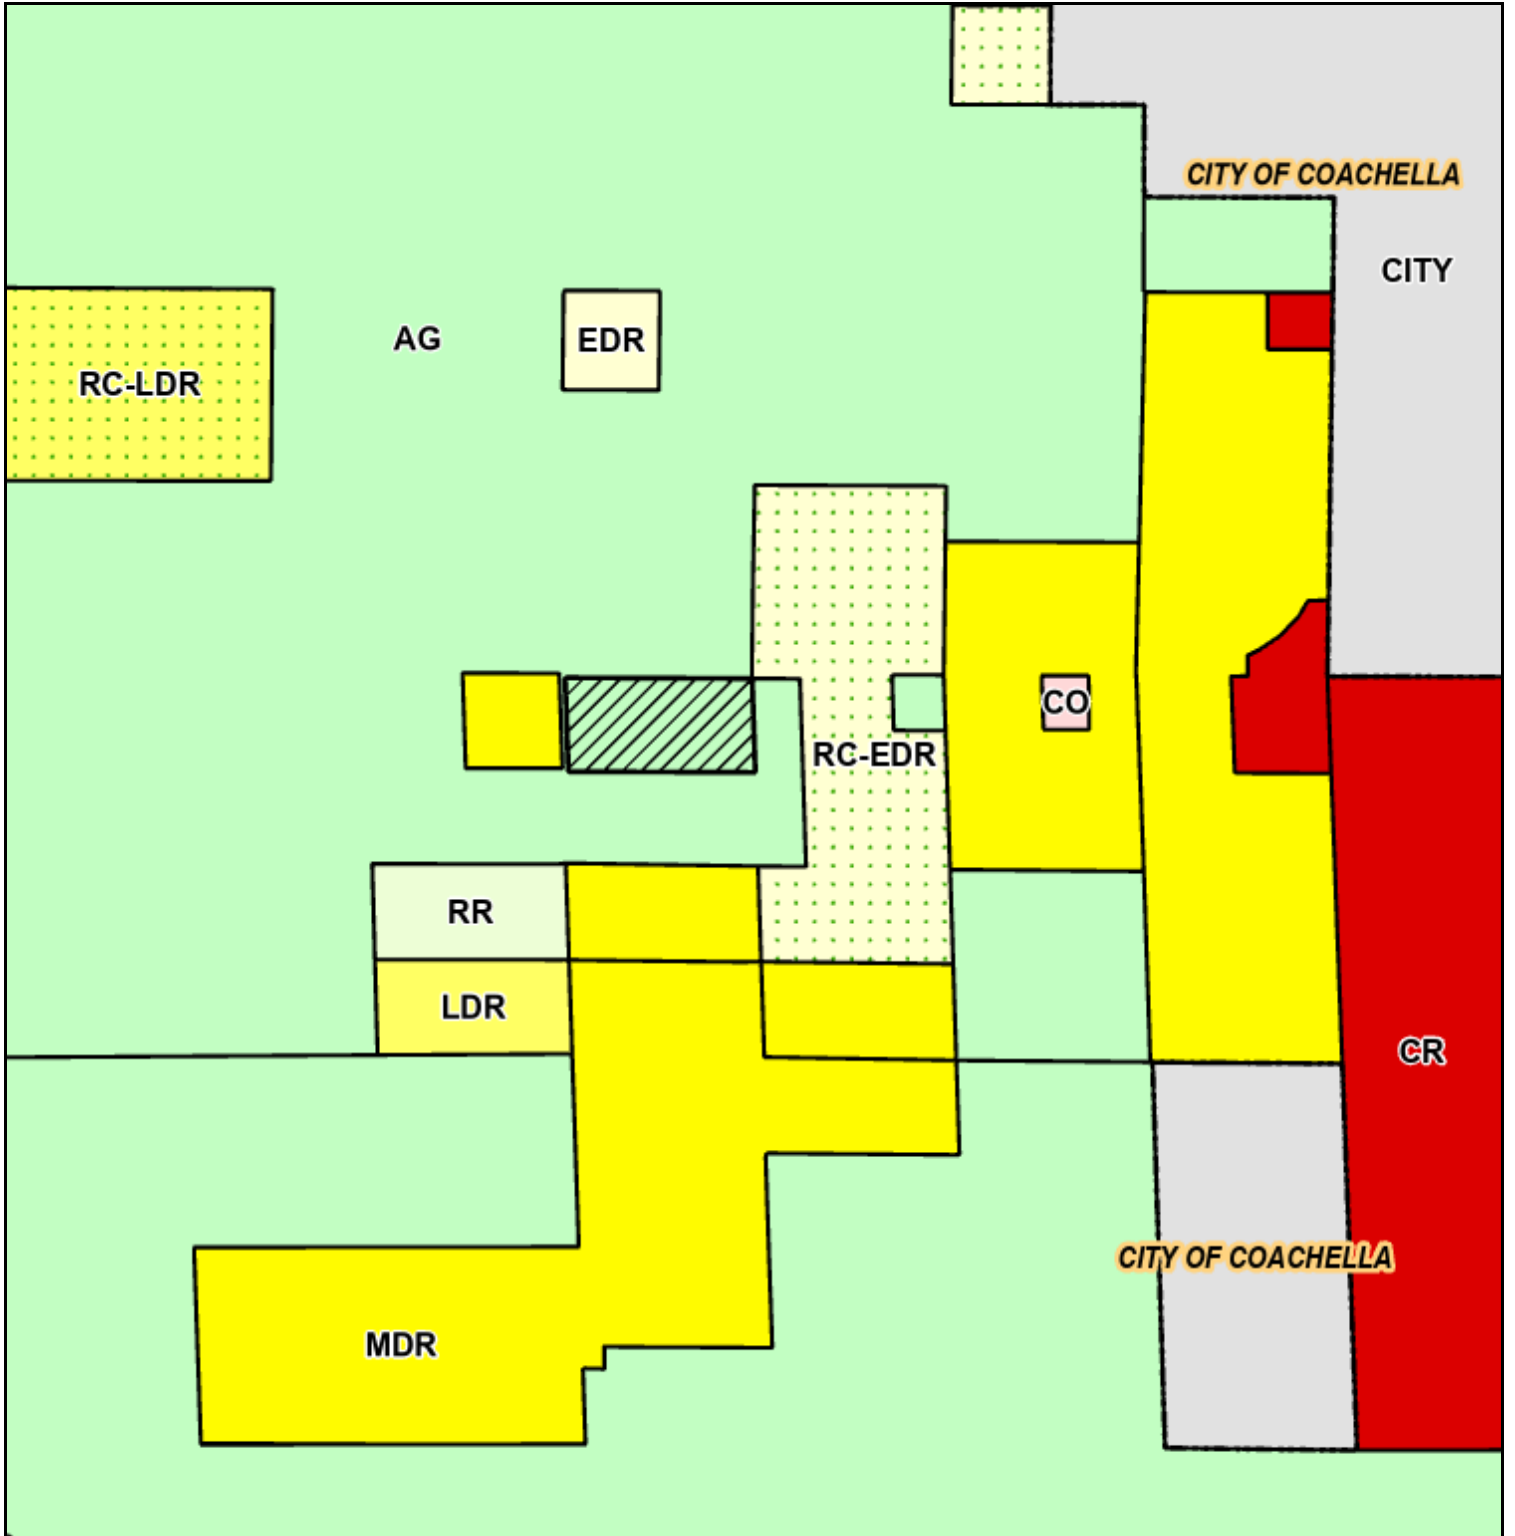 CITY OF COACHELLA
CITY
AG
EDR
RC-LDR
CO
RC-EDR
RR
LDR
CR
CITY OF COACHELLA
MDR